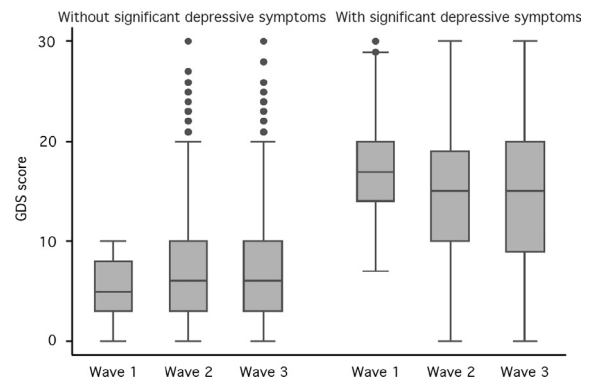 Without significant depressive symptoms With significant depressive symptoms
30
20
10
0
GDS score
Wave 1 Wave 2 Wave 3 Wave 1 Wave 2 Wave 3